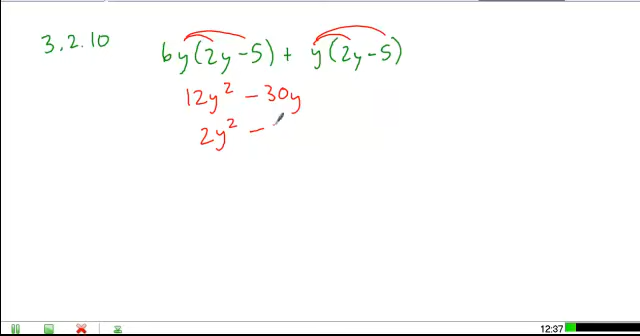 3.2.10
6y(2y-5) + y(2y-5)
12y² - 30y
2y² -
12:37